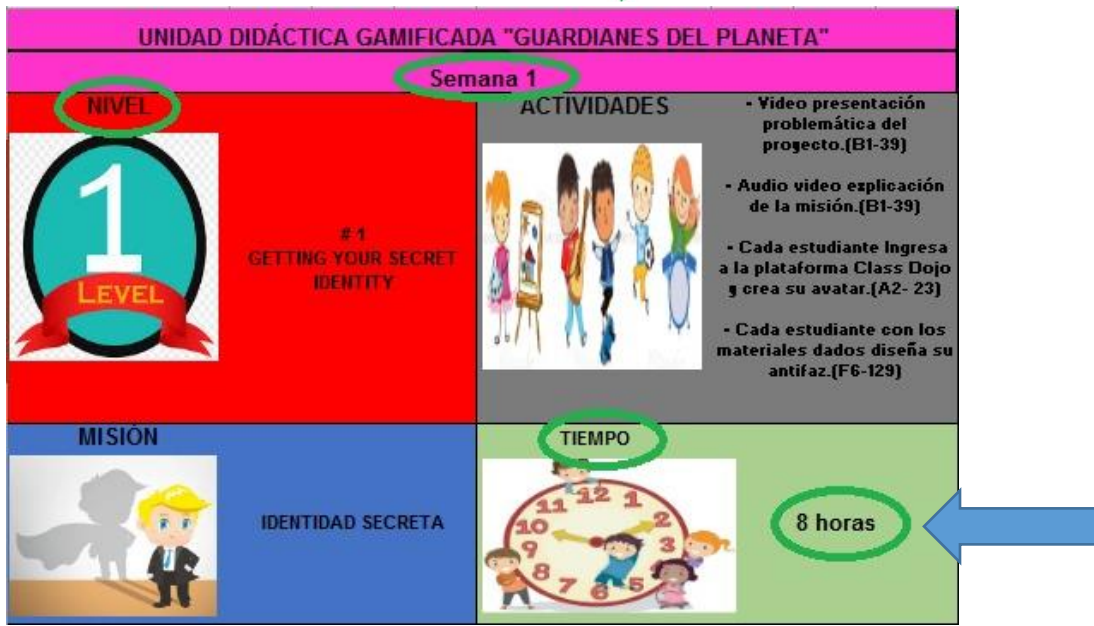 UNIDAD DIDÁCTICA GAMIFICADA "GUARDIANES DEL PLANETA"
Semana 1
NIVEL
1
LEVEL
# 1
GETTING YOUR SECRET
IDENTITY
ACTIVIDADES
- Video presentación
problemática del
proyecto.(B1-39)
- Audio video explicación
de la misión.(B1-39)
- Cada estudiante Ingresa
a la plataforma Class Dojo
y crea su avatar.(A2- 23)
- Cada estudiante con los
materiales dados diseña su
antifaz.(F6-129)
MISIÓN
IDENTIDAD SECRETA
TIEMPO
12
1
2
3
5
6
7
8
9
10
11
8 horas